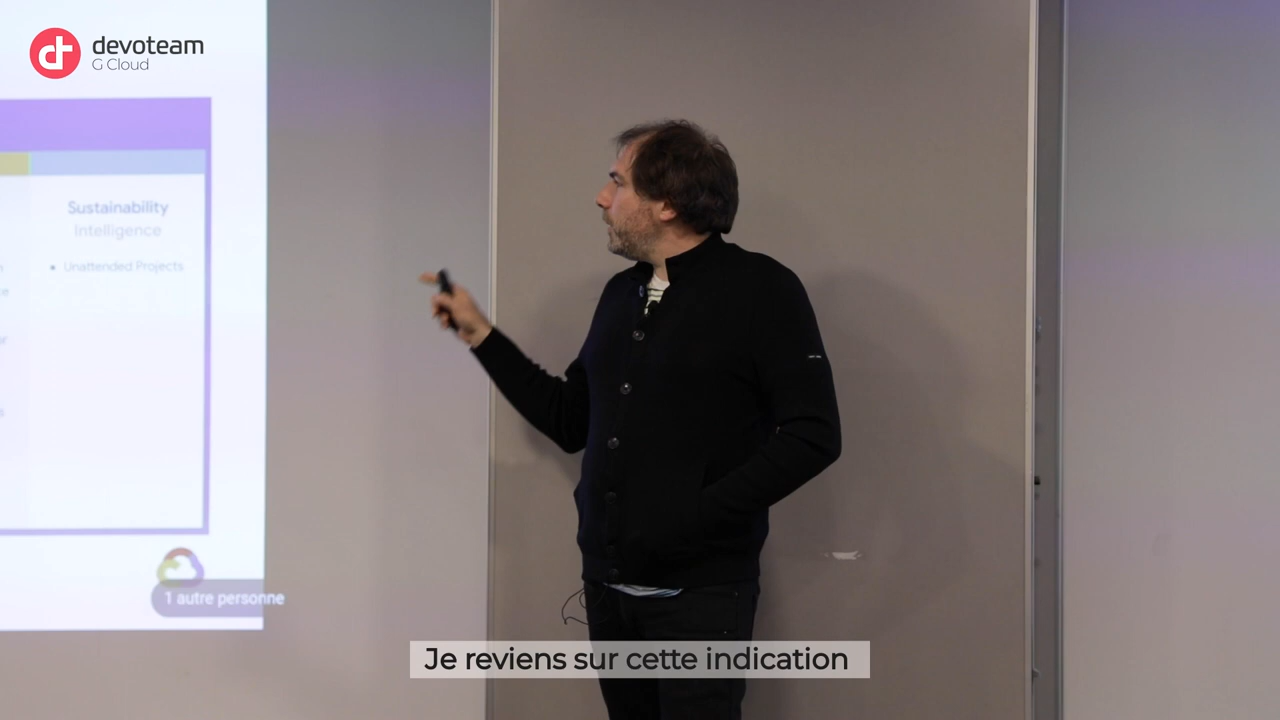 devoteam
G Cloud
Sustainability
Intelligence
Unattended Projects
1 autre personne
Je reviens sur cette indication